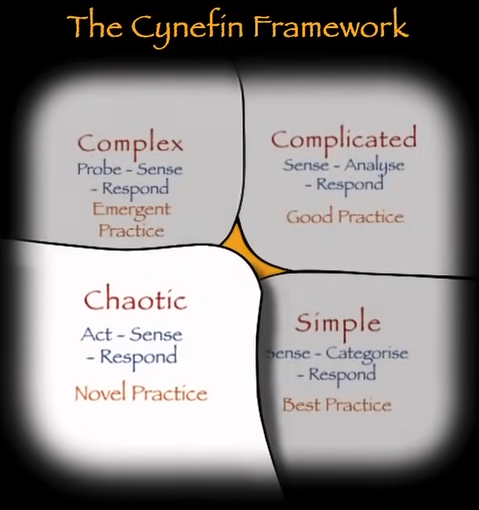 The Cynefin Framework
Complex
Probe - Sense
- Respond
Emergent
Practice
Complicated
Sense - Analyse
- Respond
Good Practice
Chaotic
Act - Sense
- Respond
Novel Practice
Simple
Sense - Categorise
- Respond
Best Practice